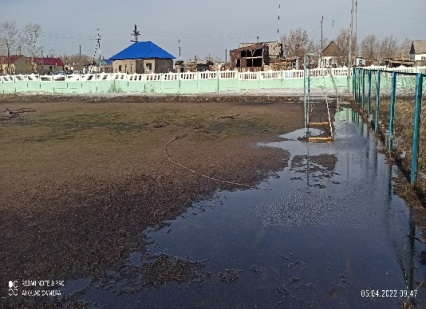 REDMI NOTE 8 PRO
AI QUAD CAMERA
05.04.2022 09:47